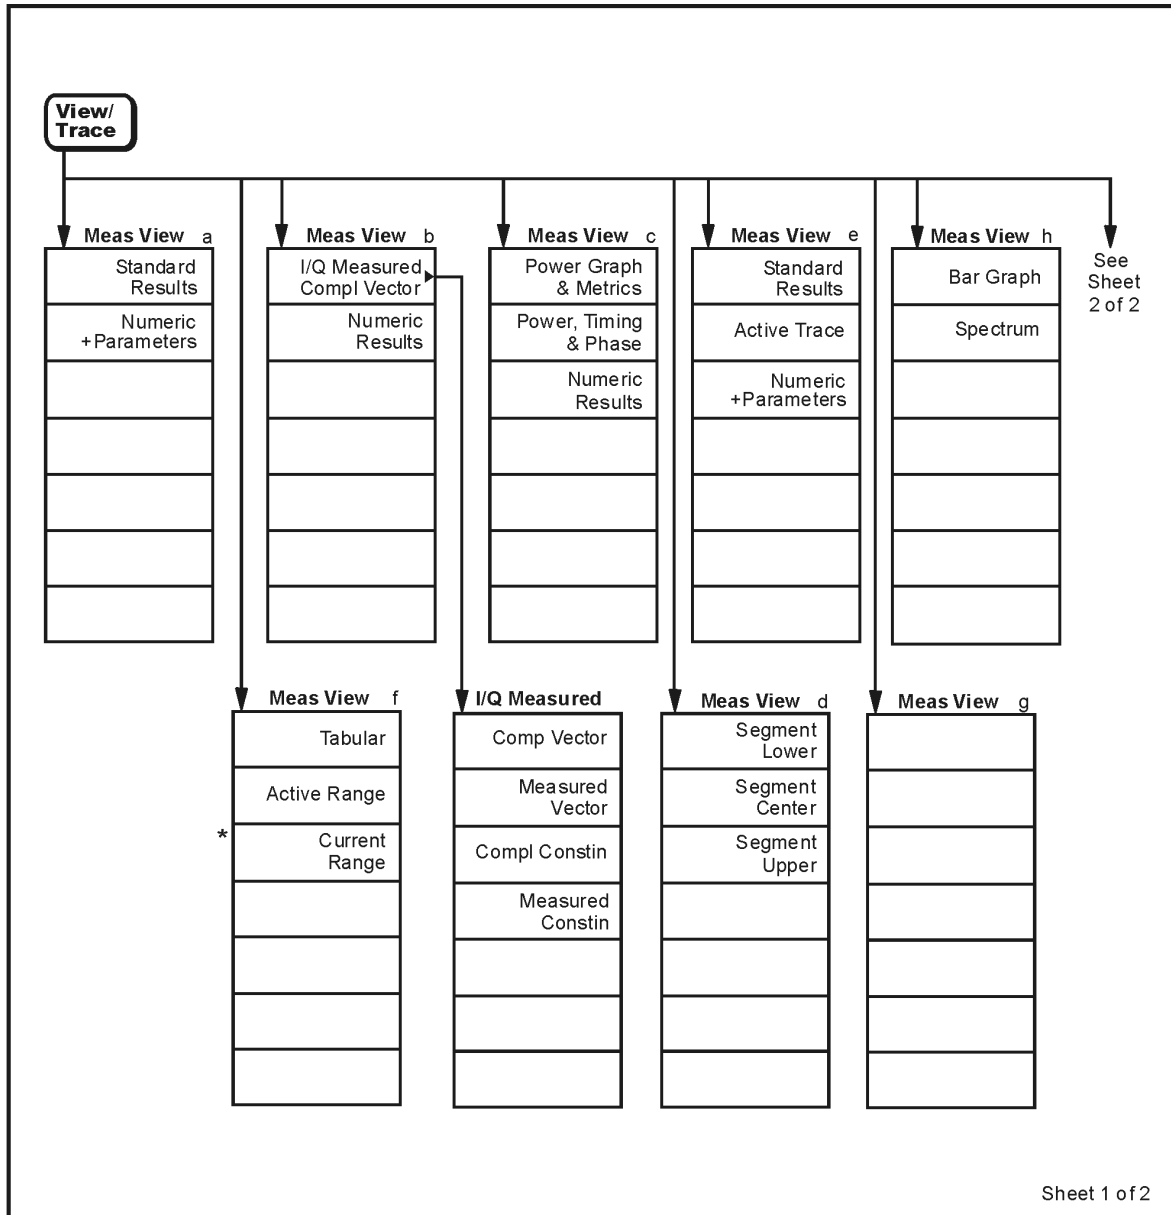 View/
Trace
Meas View a
Standard
Results
Numeric
+Parameters
Meas View b
I/Q Measured
Compl Vector
Numeric
Results
Meas View c
Power Graph
& Metrics
Power, Timing
& Phase
Numeric
Results
Meas View e
Standard
Results
Active Trace
Numeric
+Parameters
Meas View h
Bar Graph
Spectrum
See
Sheet
2 of 2
Meas View f
Tabular
Active Range
*
Current
Range
I/Q Measured
Comp Vector
Measured
Vector
Compl Constin
Measured
Constin
Meas View d
Segment
Lower
Segment
Center
Segment
Upper
Meas View g
Sheet 1 of 2